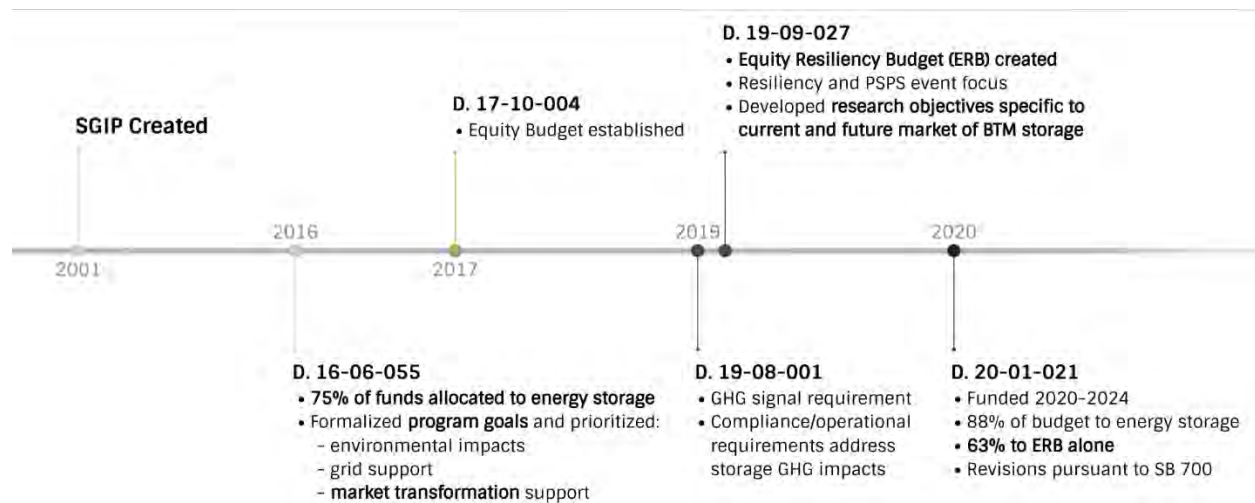 SGIP Created
D. 17-10-004
• Equity Budget established
D. 19-09-027
• Equity Resiliency Budget (ERB) created
• Resiliency and PSPS event focus
• Developed research objectives specific to
current and future market of BTM storage
2001
2016
2017
2019
2020
D. 16-06-055
• 75% of funds allocated to energy storage
• Formalized program goals and prioritized:
– environmental impacts
– grid support
– market transformation support
D. 19-08-001
• GHG signal requirement
• Compliance/operational
requirements address
storage GHG impacts
D. 20-01-021
• Funded 2020-2024
• 88% of budget to energy storage
• 63% to ERB alone
• Revisions pursuant to SB 700